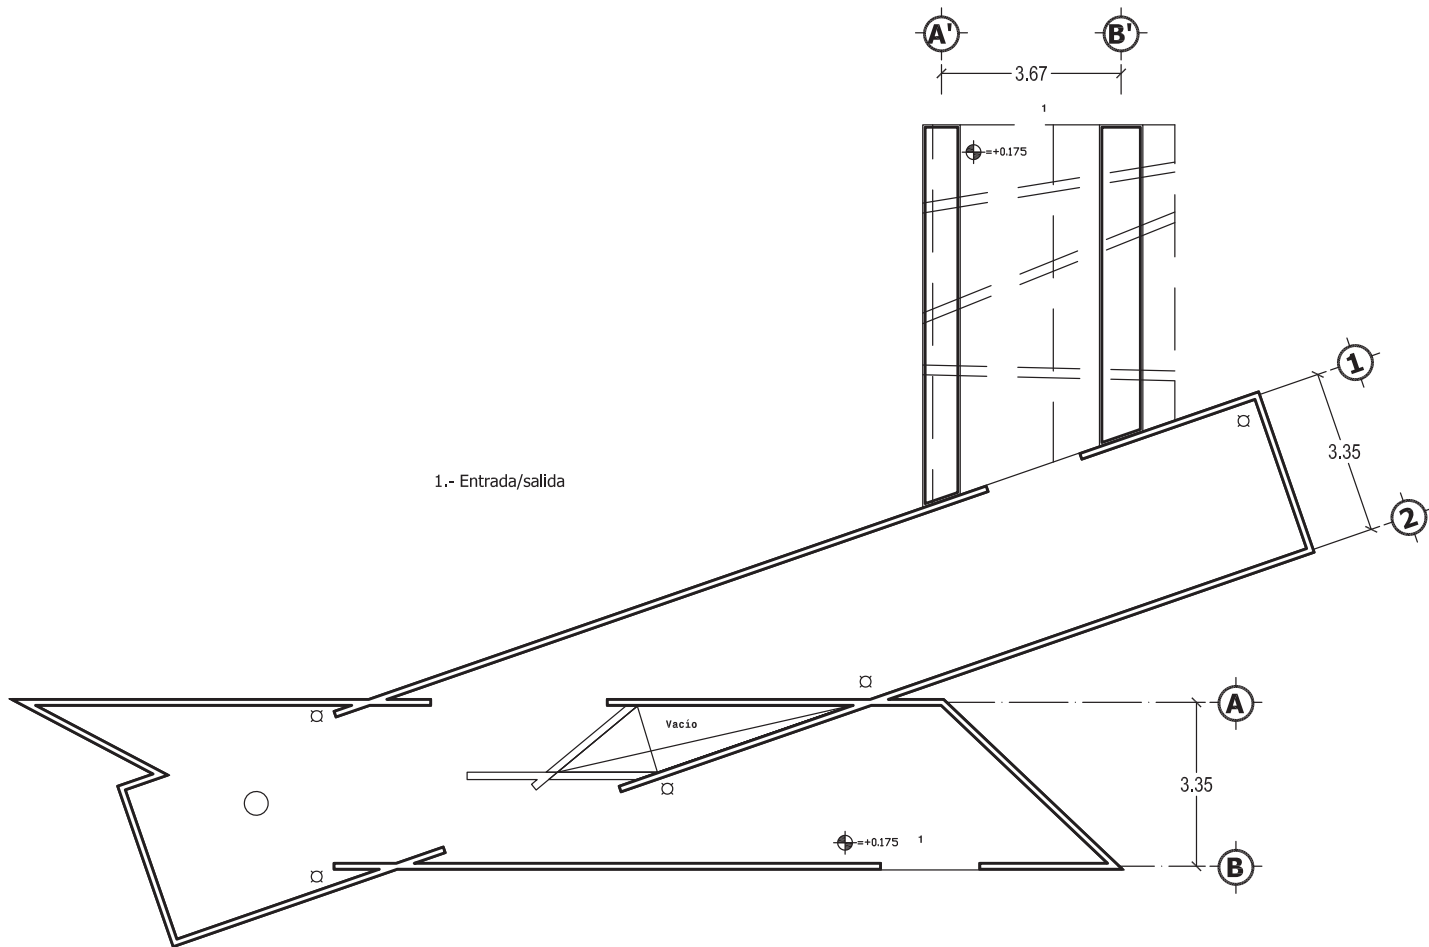 A' B'
3.67
1
=+0.175
1
3.35
1.- Entrada/salida
2
A
Vacío
3.35
=+0.175 1
B